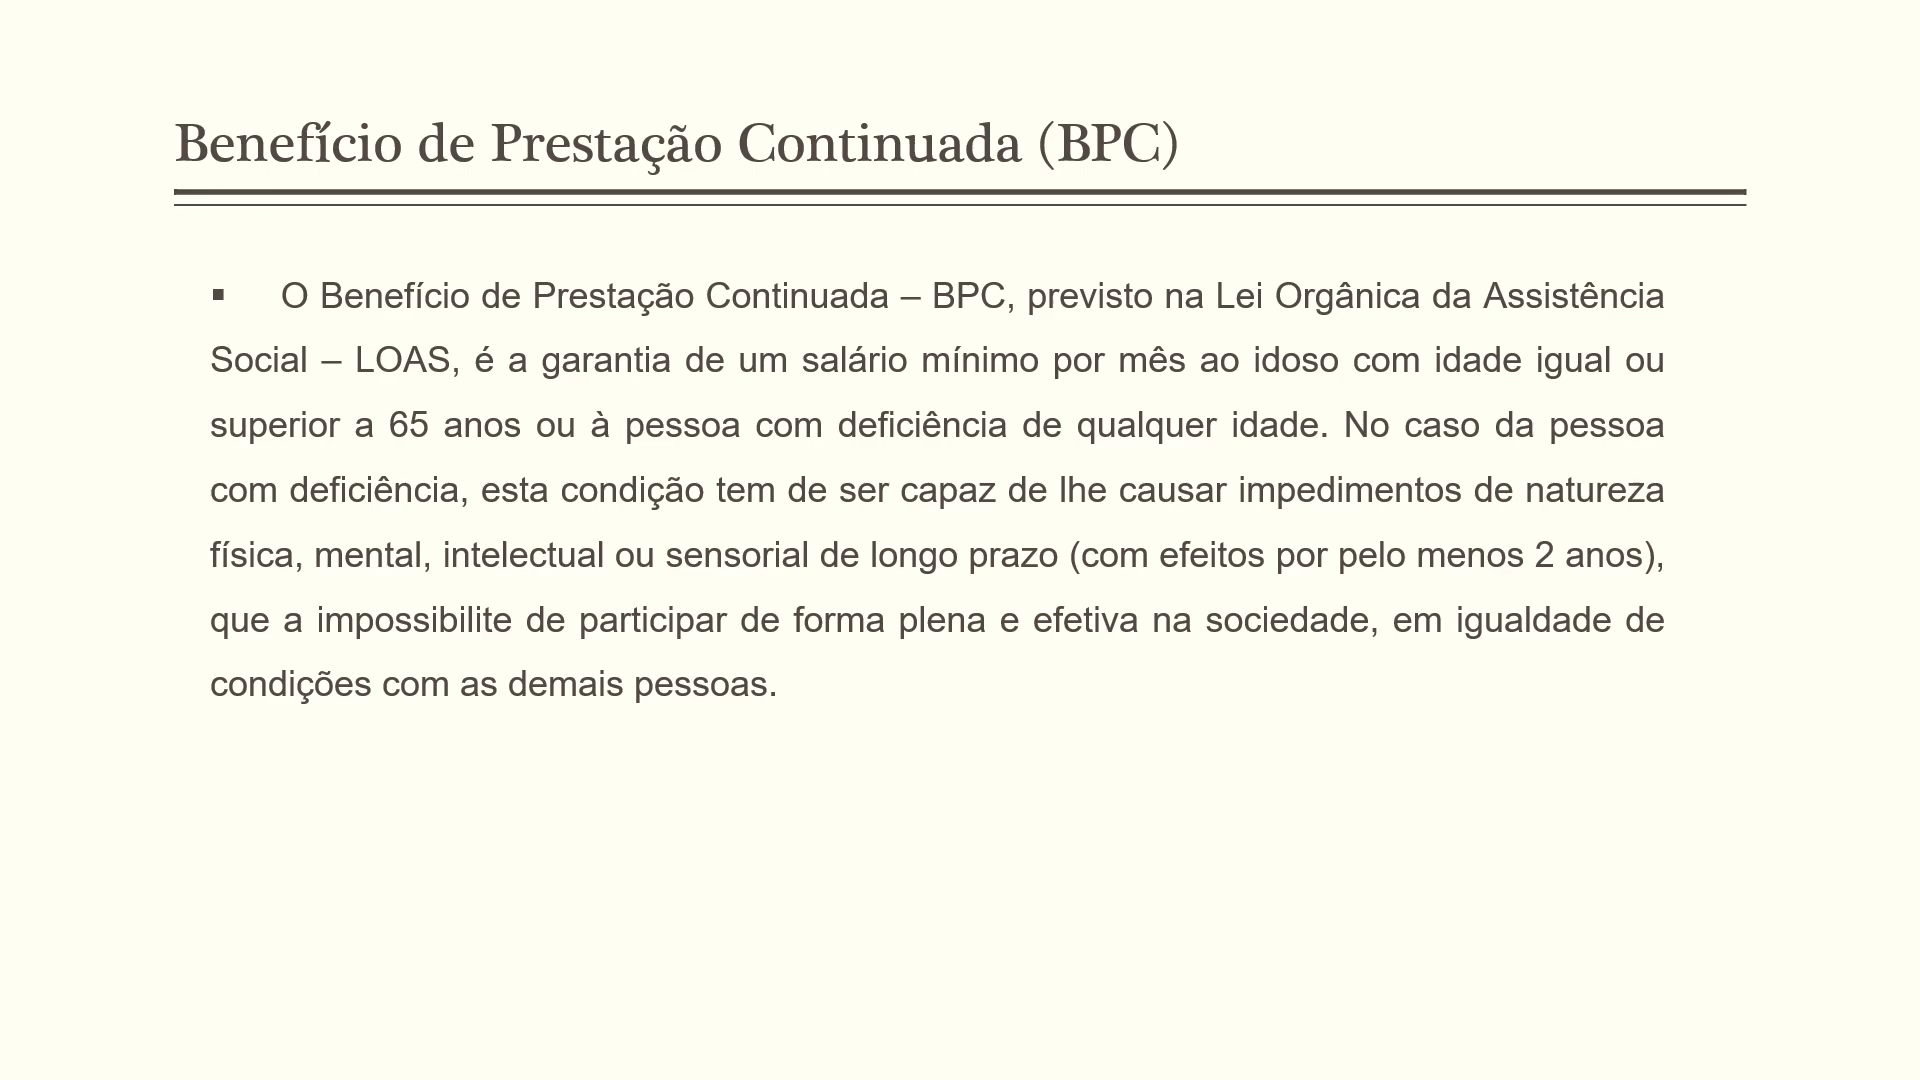 Benefício de Prestação Continuada (BPC)
▪ O Benefício de Prestação Continuada – BPC, previsto na Lei Orgânica da Assistência
Social – LOAS, é a garantia de um salário mínimo por mês ao idoso com idade igual ou
superior a 65 anos ou à pessoa com deficiência de qualquer idade. No caso da pessoa
com deficiência, esta condição tem de ser capaz de lhe causar impedimentos de natureza
física, mental, intelectual ou sensorial de longo prazo (com efeitos por pelo menos 2 anos),
que a impossibilite de participar de forma plena e efetiva na sociedade, em igualdade de
condições com as demais pessoas.